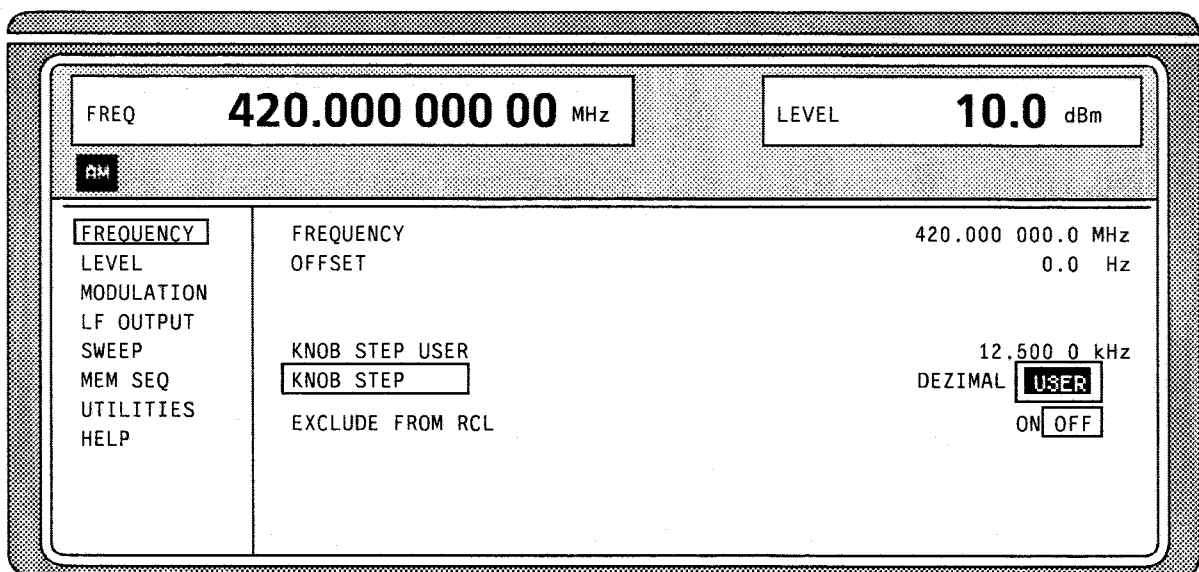 FREQ 420.000 000 00 MHz LEVEL 10.0 dBm
AM
FREQUENCY FREQUENCY 420.000 000.0 MHz
LEVEL OFFSET 0.0 Hz
MODULATION
LF OUTPUT
SWEEP KNOB STEP USER 12.500 0 kHz
MEM SEQ KNOB STEP DEZIMAL USER
UTILITIES EXCLUDE FROM RCL ON OFF
HELP